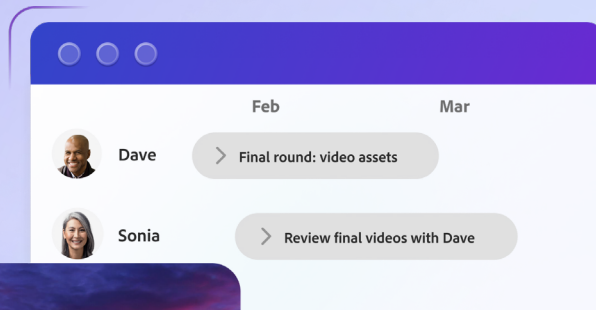 Feb Mar
Dave
Final round: video assets
Sonia
Review final videos with Dave